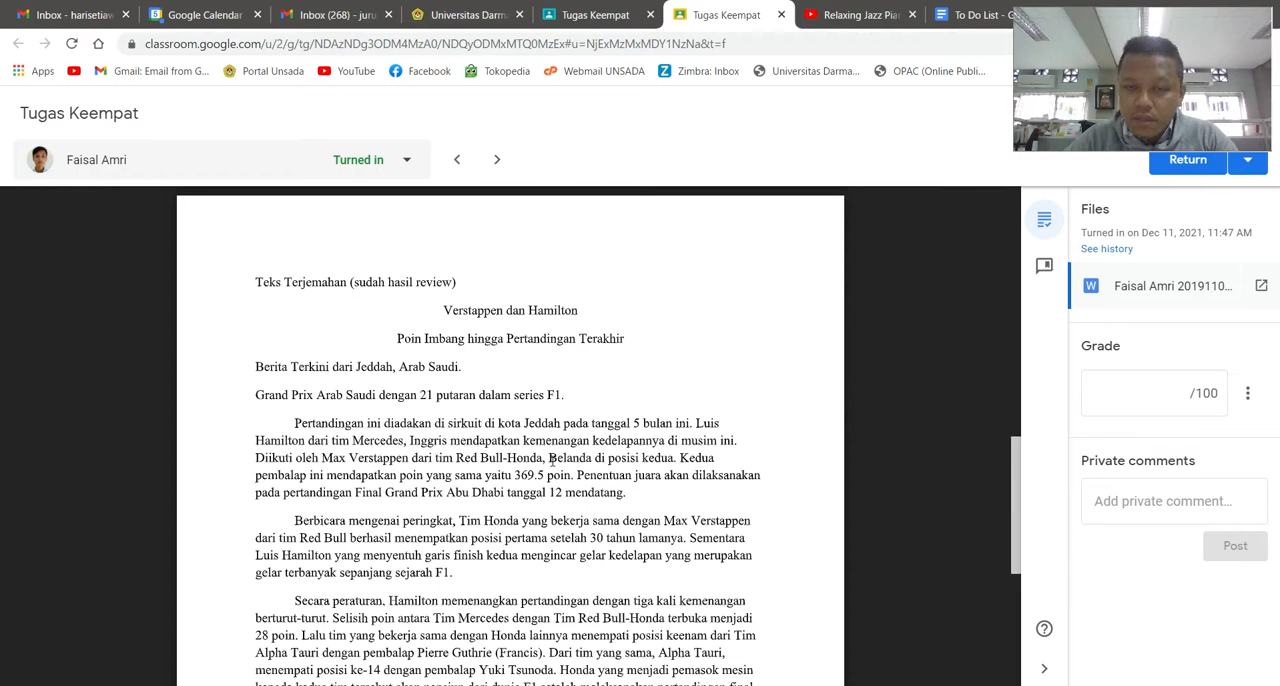 Inbox - harisetiaw
Google Calendar
Inbox (268) - juru
Universitas Darm
Tugas Keempat
Tugas Keempat
Relaxing Jazz Pia
To Do List - G
classroom.google.com/u/2/g/tg/NDAzNDg3ODM4MzA0/NDQyODMxMTQ0MzEx#u=NjExMzMxMDY1NzNa&t=f
Apps
Gmail: Email from G...
Portal Unsada
YouTube
Facebook
Tokopedia
Webmail UNSADA
Zimbra: Inbox
Universitas Darma...
OPAC (Online Publi...
Tugas Keempat
Faisal Amri
Turned in
Return
Teks Terjemahan (sudah hasil review)
Verstappen dan Hamilton
Poin Imbang hingga Pertandingan Terakhir
Berita Terkini dari Jeddah, Arab Saudi.
Grand Prix Arab Saudi dengan 21 putaran dalam series F1.
Pertandingan ini diadakan di sirkuit di kota Jeddah pada tanggal 5 bulan ini. Luis
Hamilton dari tim Mercedes, Inggris mendapatkan kemenangan kedelapannya di musim ini.
Diikuti oleh Max Verstappen dari tim Red Bull-Honda, Belanda di posisi kedua. Kedua
pembalap ini mendapatkan poin yang sama yaitu 369.5 poin. Penentuan juara akan dilaksanakan
pada pertandingan Final Grand Prix Abu Dhabi tanggal 12 mendatang.
Berbicara mengenai peringkat, Tim Honda yang bekerja sama dengan Max Verstappen
dari tim Red Bull berhasil menempatkan posisi pertama setelah 30 tahun lamanya. Sementara
Luis Hamilton yang menyentuh garis finish kedua mengincar gelar kedelapan yang merupakan
gelar terbanyak sepanjang sejarah F1.
Secara peraturan, Hamilton memenangkan pertandingan dengan tiga kali kemenangan
berturut-turut. Selisih poin antara Tim Mercedes dengan Tim Red Bull-Honda terbuka menjadi
28 poin. Lalu tim yang bekerja sama dengan Honda lainnya menempati posisi keenam dari Tim
Alpha Tauri dengan pembalap Pierre Guthrie (Francis). Dari tim yang sama, Alpha Tauri,
menempati posisi ke-14 dengan pembalap Yuki Tsunoda. Honda yang menjadi pemasok mesin
Files
Turned in on Dec 11, 2021, 11:47 AM
See history
Faisal Amri 2019110...
Grade
/100
Private comments
Add private comment...
Post